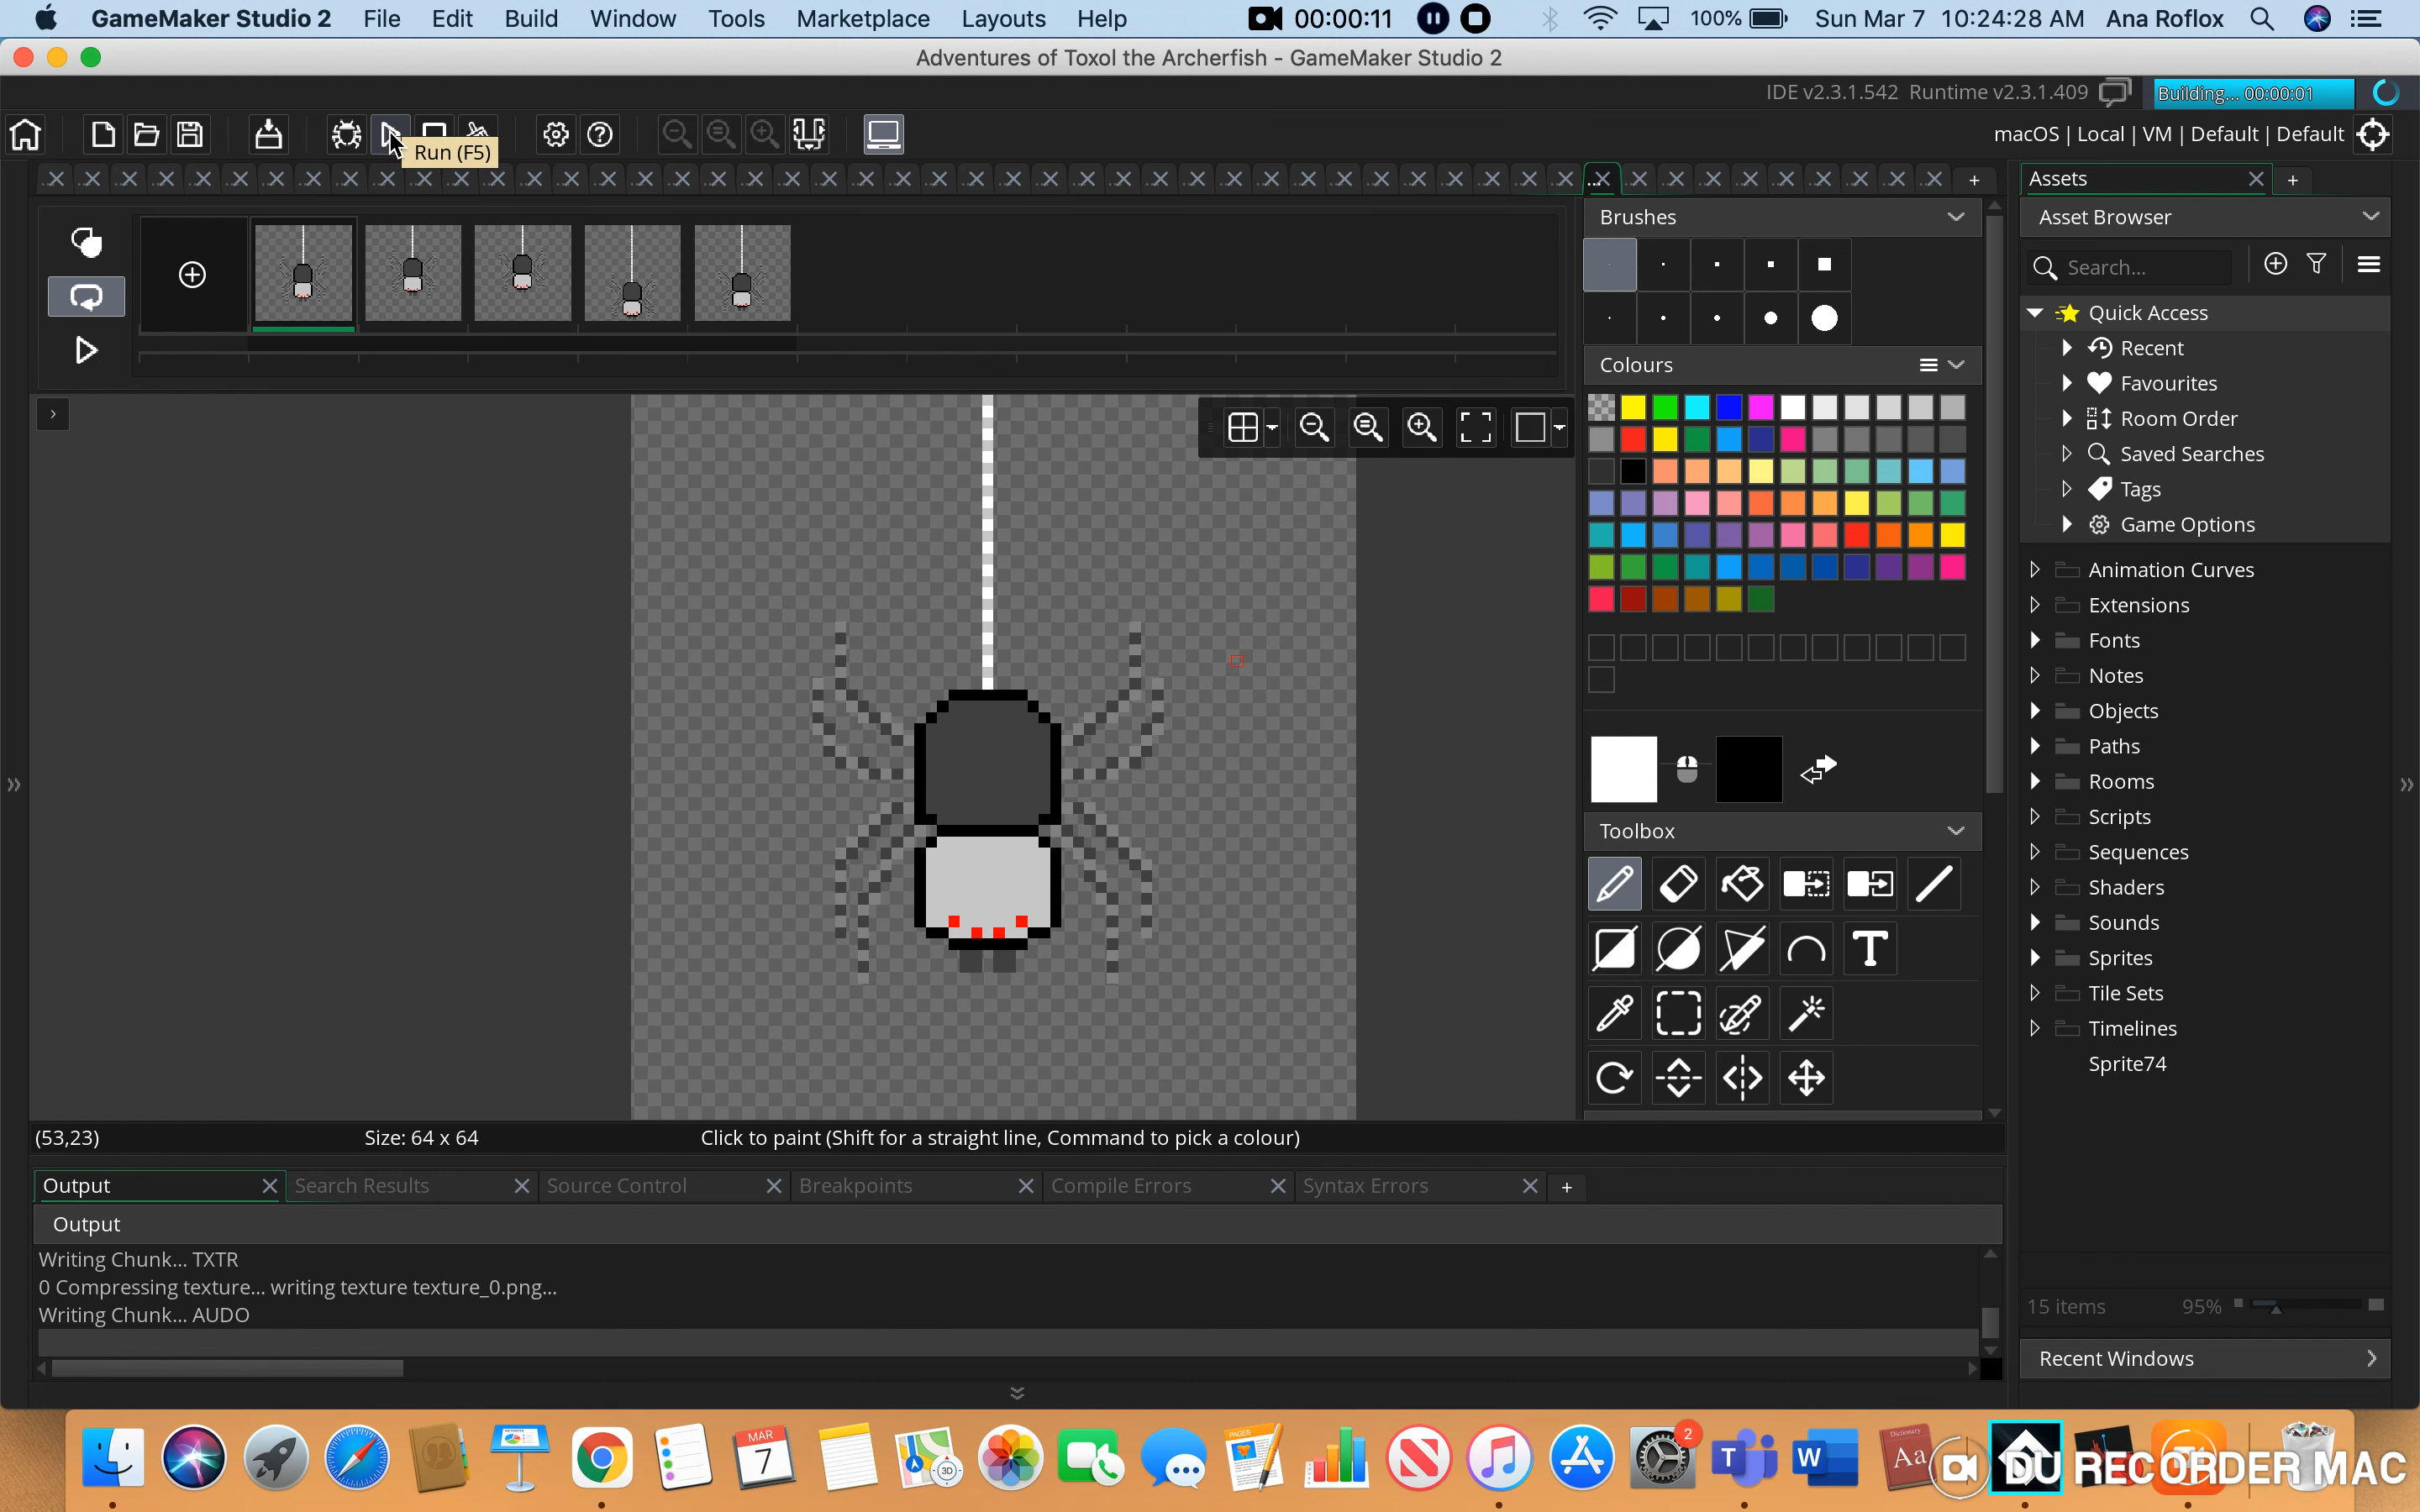 GameMaker Studio 2 File Edit Build Window Tools Marketplace Layouts Help 00:00:11 100% Sun Mar 7 10:24:28 AM Ana Roflox
Adventures of Toxol the Archerfish - GameMaker Studio 2
IDE v2.3.1.542 Runtime v2.3.1.409 Building... 00:00:01
macOS | Local | VM | Default | Default
Run (F5)
Assets
Brushes
Asset Browser
Search...
Quick Access
Recent
Colours
Favourites
Room Order
Saved Searches
Tags
Game Options
Animation Curves
Extensions
Fonts
Notes
Objects
Paths
Rooms
Scripts
Toolbox
Sequences
Shaders
Sounds
T
Sprites
Tile Sets
Timelines
Sprite74
(53,23) Size: 64 x 64 Click to paint (Shift for a straight line, Command to pick a colour)
Output Search Results Source Control Breakpoints Compile Errors Syntax Errors
Output
Writing Chunk... TXTR
0 Compressing texture... writing texture texture_0.png...
Writing Chunk... AUDO
15 items 95%
Recent Windows
2
MAR
7
3D
PAGES
T
W
Dictionary
Aa
DU RECORDER MAC